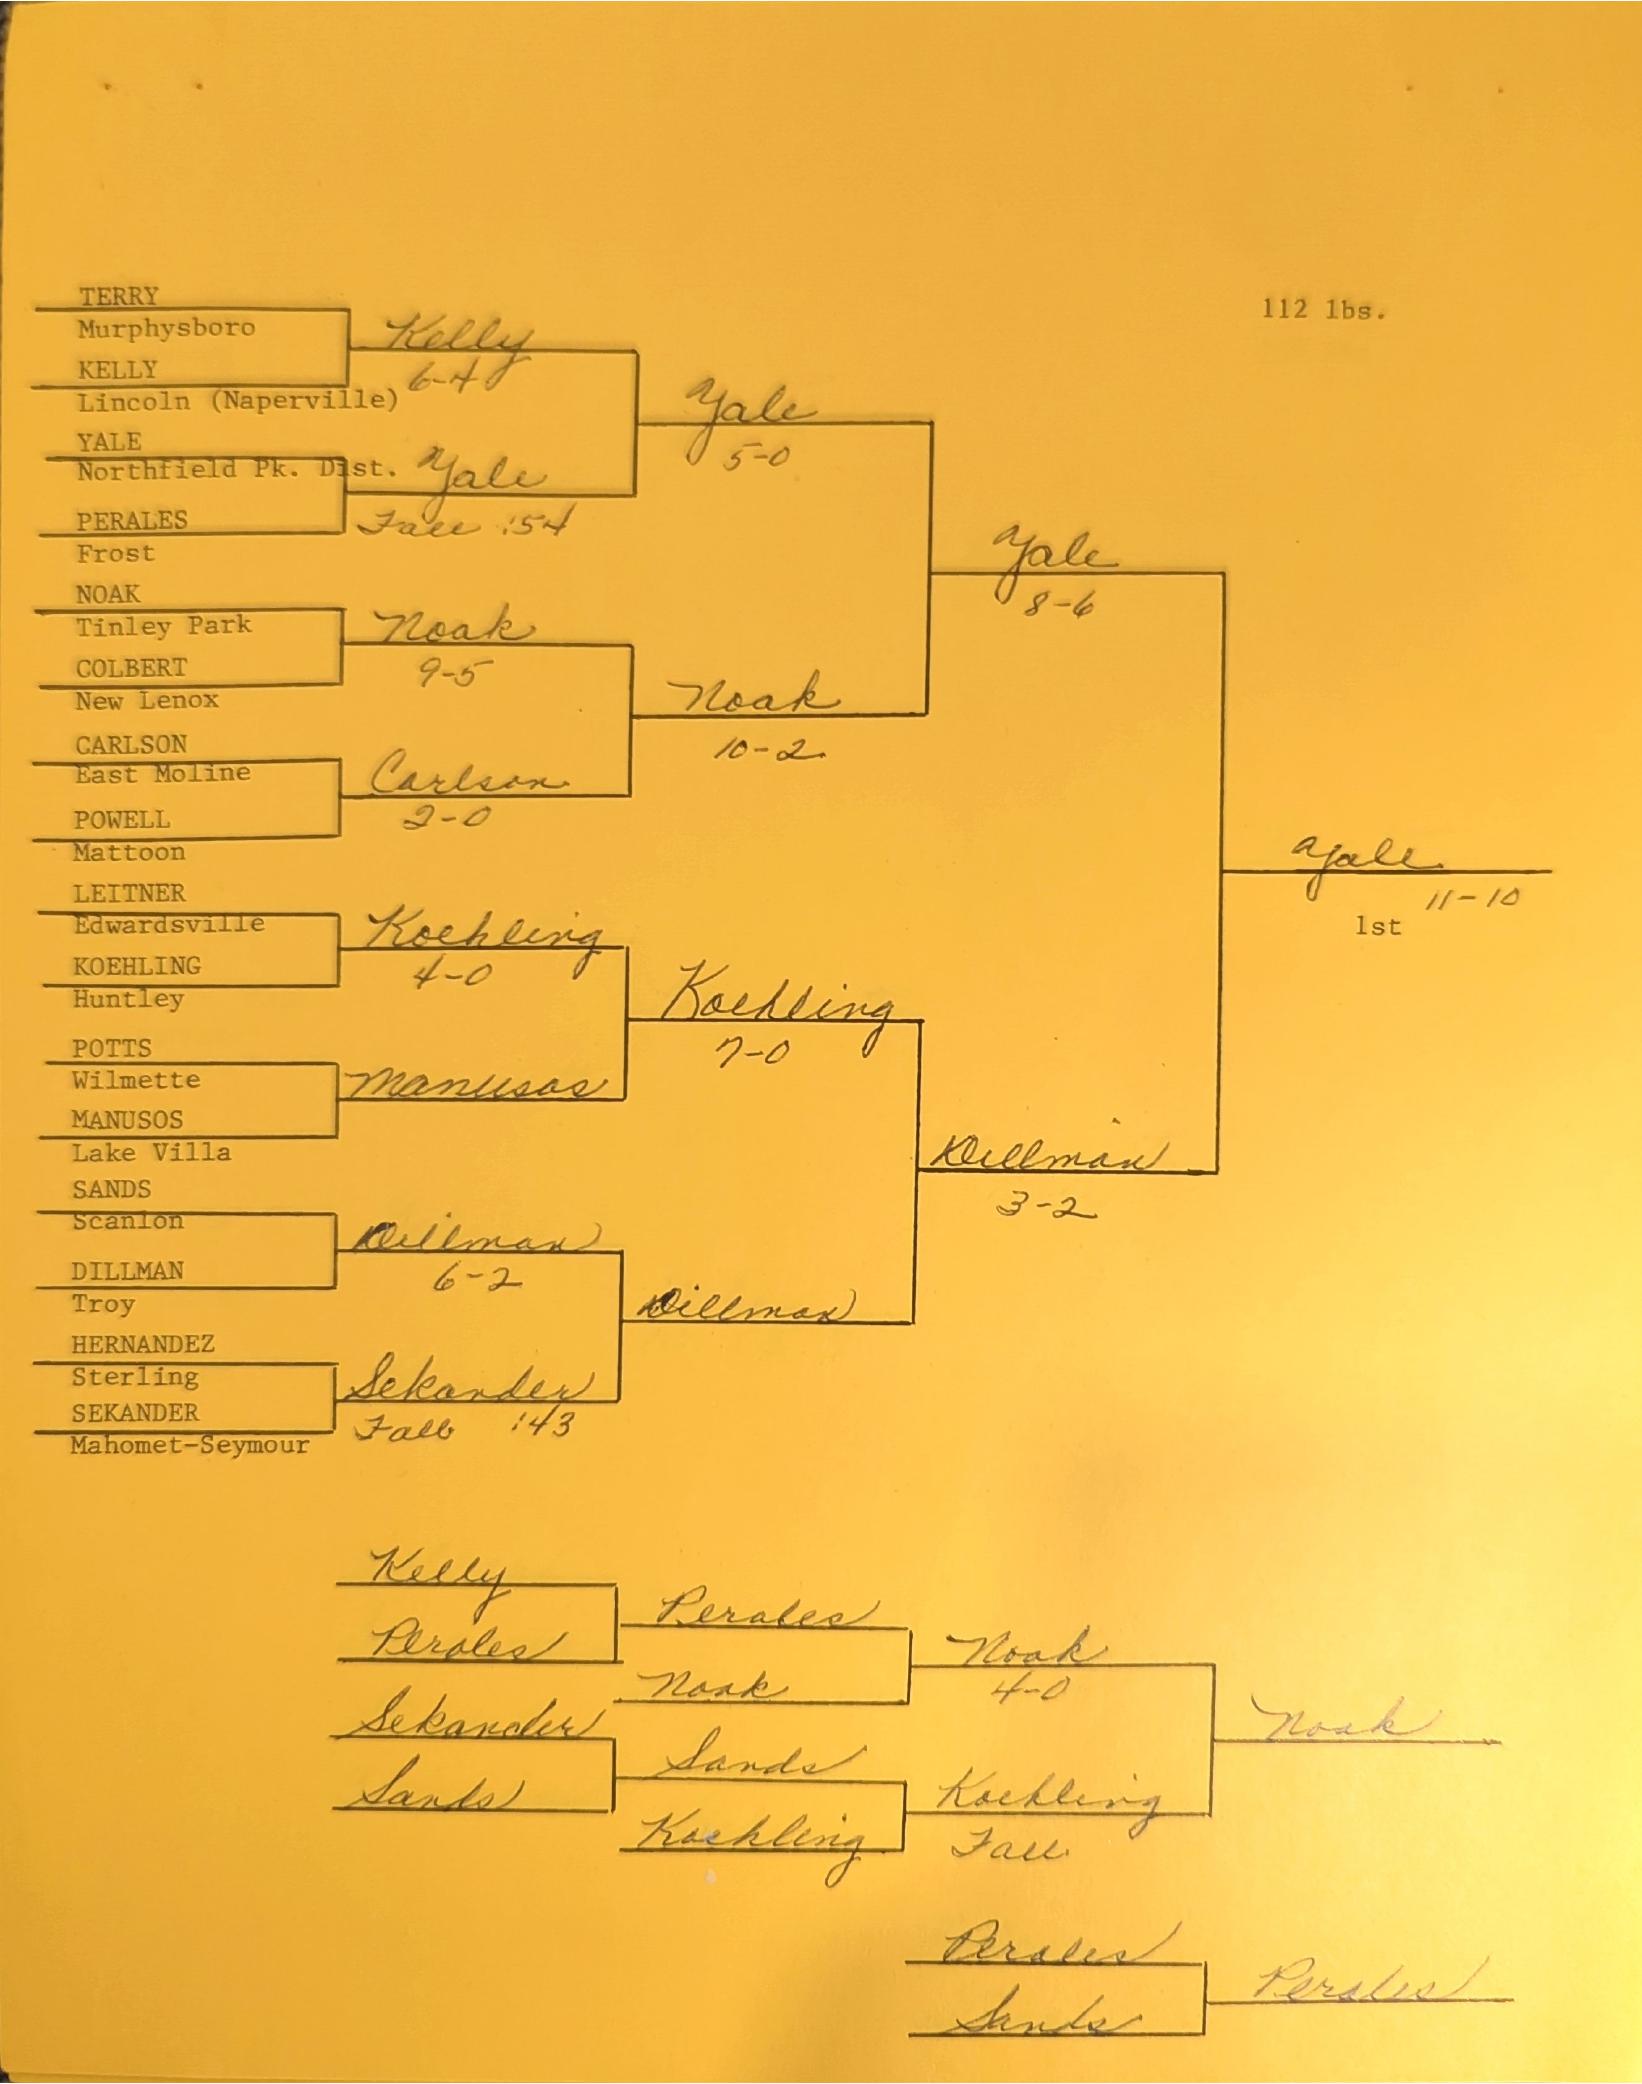 112 lbs.
TERRY
Murphysboro
Kelly
6-4
KELLY
Lincoln (Naperville)
Yale
5-0
YALE
Northfield Pk. Dist.
Yale
Fall :54
PERALES
Frost
Yale
8-6
NOAK
Tinley Park
Noak
9-5
COLBERT
New Lenox
Noak
10-2
CARLSON
East Moline
Carlson
2-0
POWELL
Mattoon
Yale
11-10
1st
LEITNER
Edwardsville
Koehling
4-0
KOEHLING
Huntley
Koehling
7-0
POTTS
Wilmette
Manusos
MANUSOS
Lake Villa
Dillman
3-2
SANDS
Scanlon
Dillman
6-2
DILLMAN
Troy
Dillman
HERNANDEZ
Sterling
Sekander
Fall :43
SEKANDER
Mahomet-Seymour
Kelly
Perales
Perales
Noak
Noak
4-0
Noak
Sekander
Sands
Sands
Koehling
Koehling
Fall
Perales
Perales
Sands